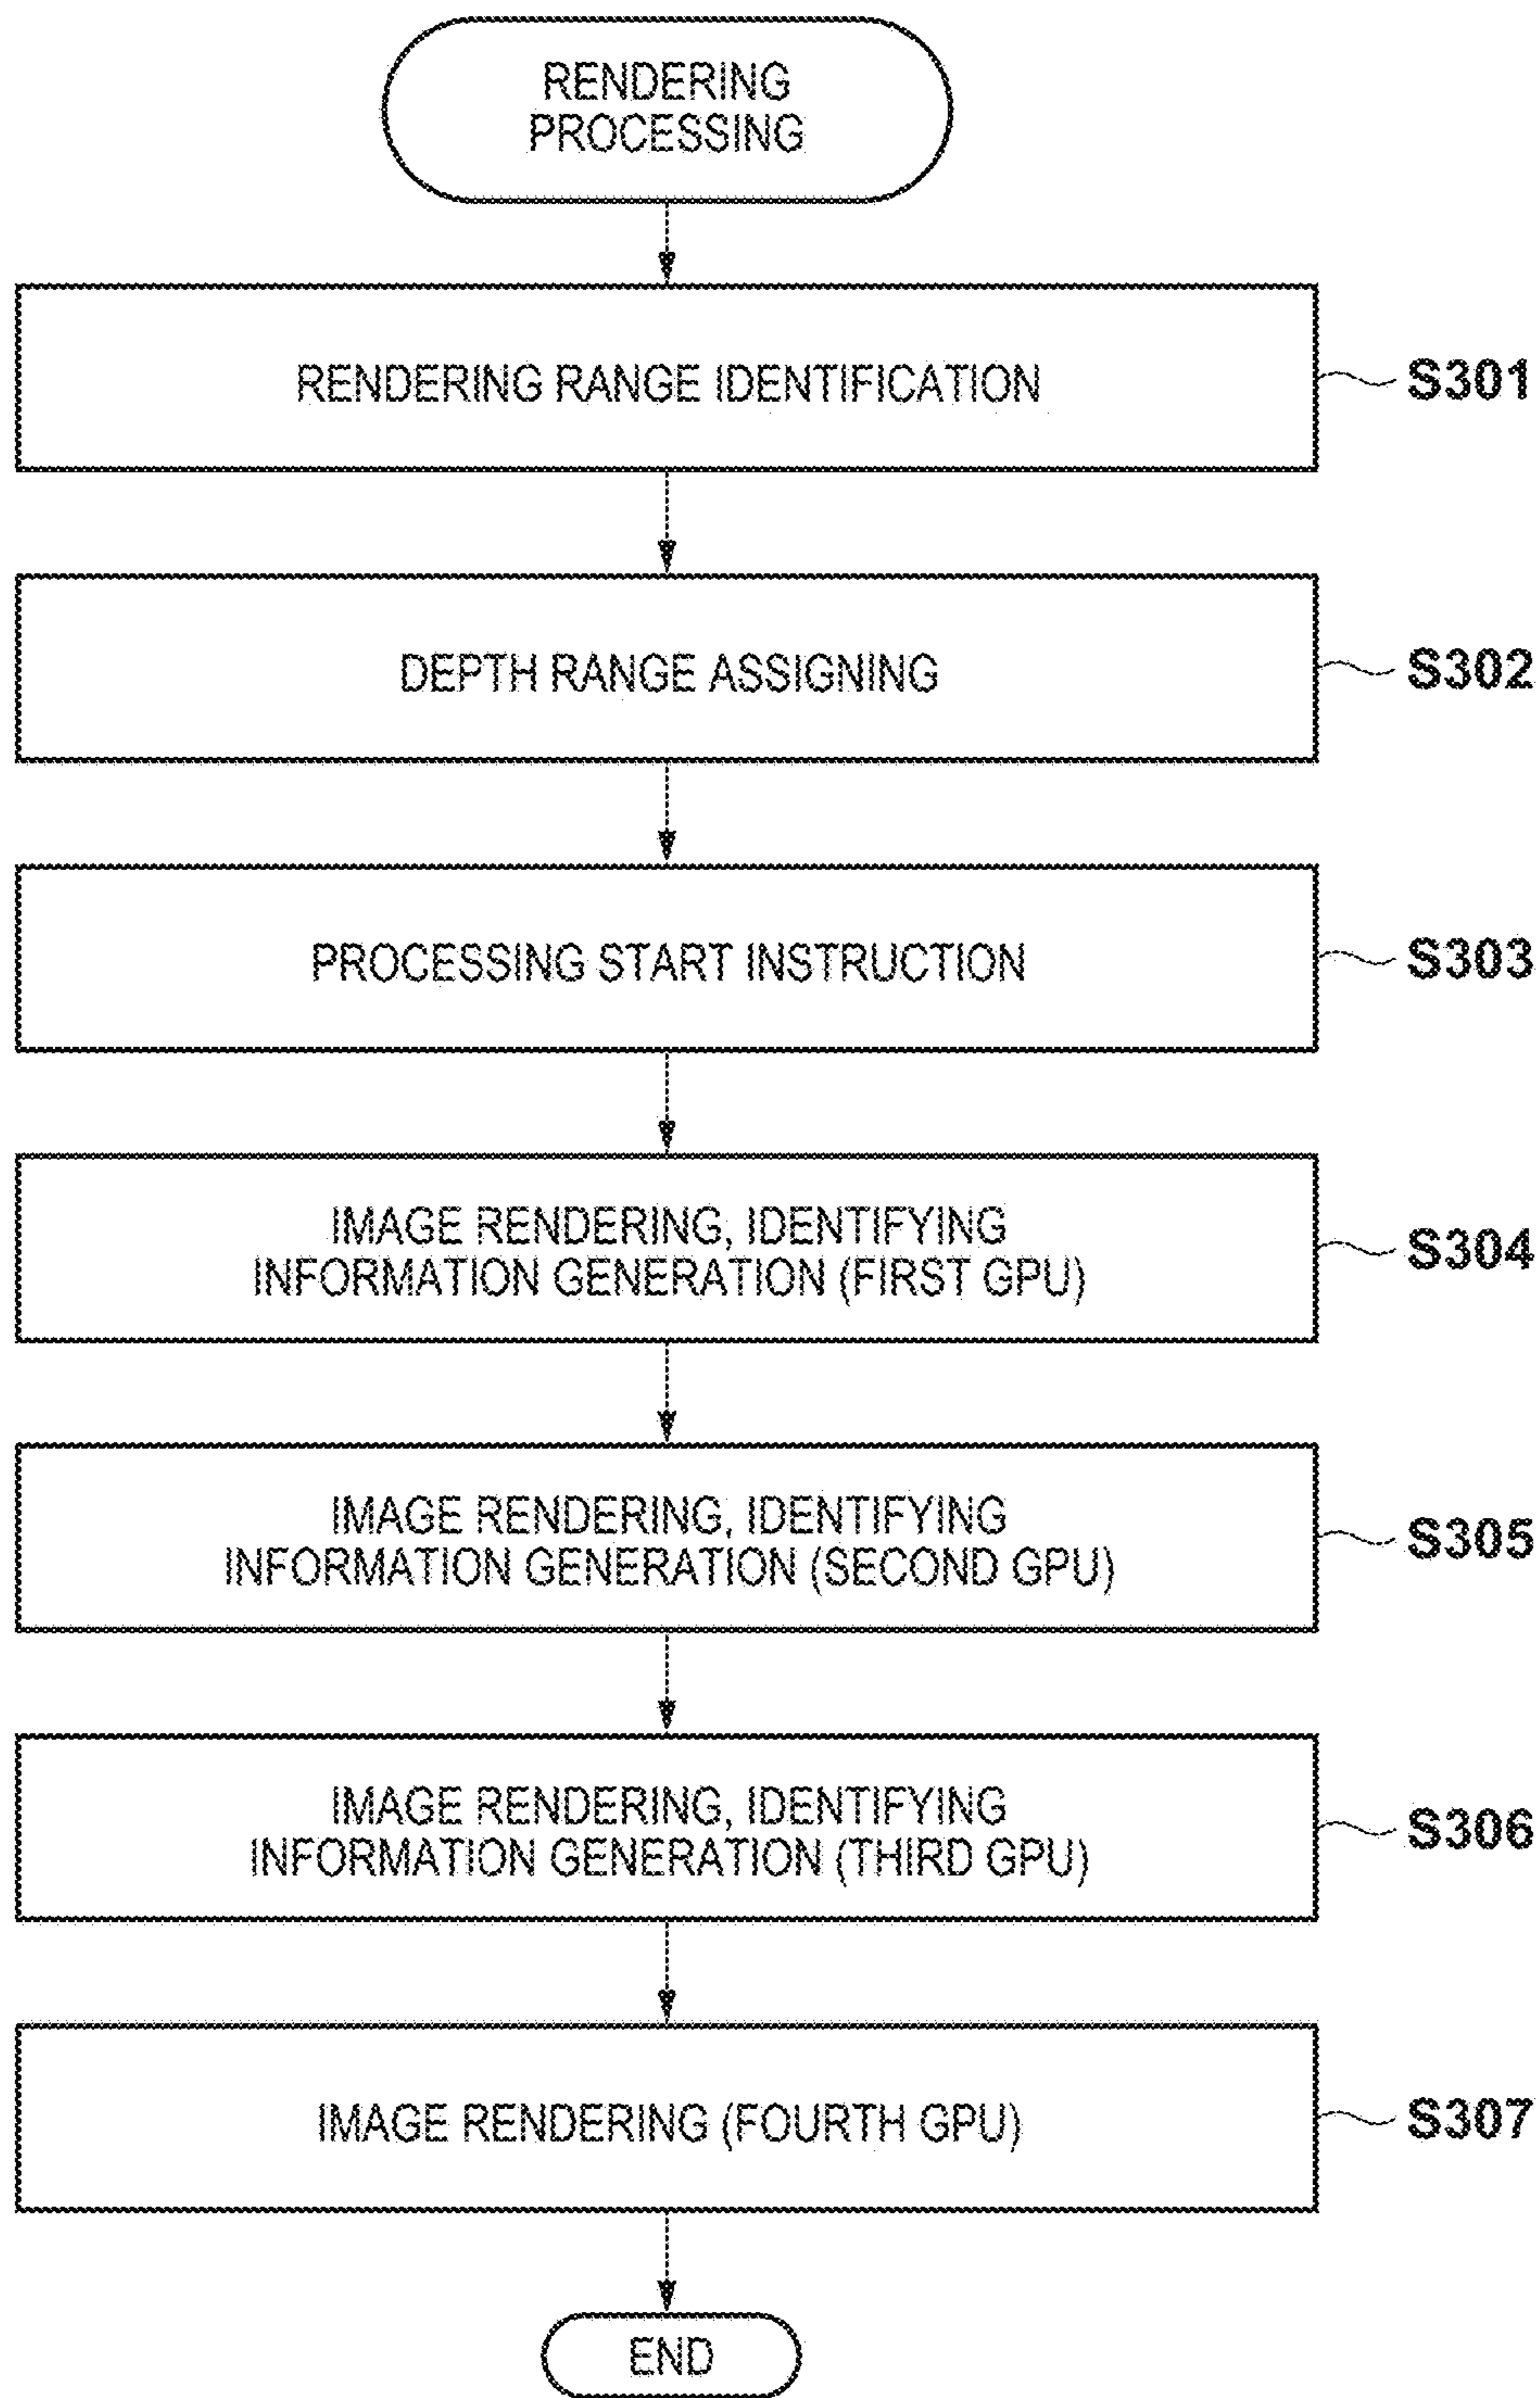 RENDERING
PROCESSING
RENDERING RANGE IDENTIFICATION
S301
DEPTH RANGE ASSIGNING
S302
PROCESSING START INSTRUCTION
S303
IMAGE RENDERING, IDENTIFYING
INFORMATION GENERATION (FIRST GPU)
S304
IMAGE RENDERING, IDENTIFYING
INFORMATION GENERATION (SECOND GPU)
S305
IMAGE RENDERING, IDENTIFYING
INFORMATION GENERATION (THIRD GPU)
S306
IMAGE RENDERING (FOURTH GPU)
S307
END